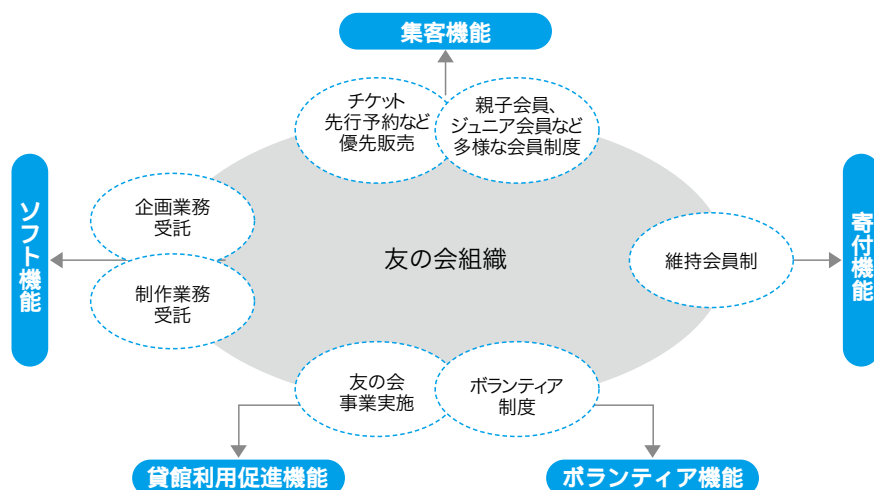 集客機能
チケット
先行予約など
優先販売
親子会員、
ジュニア会員など
多様な会員制度
ソフト機能
企画業務
受託
制作業務
受託
友の会組織
維持会員制
寄付機能
友の会
事業実施
ボランティア
制度
貸館利用促進機能
ボランティア機能